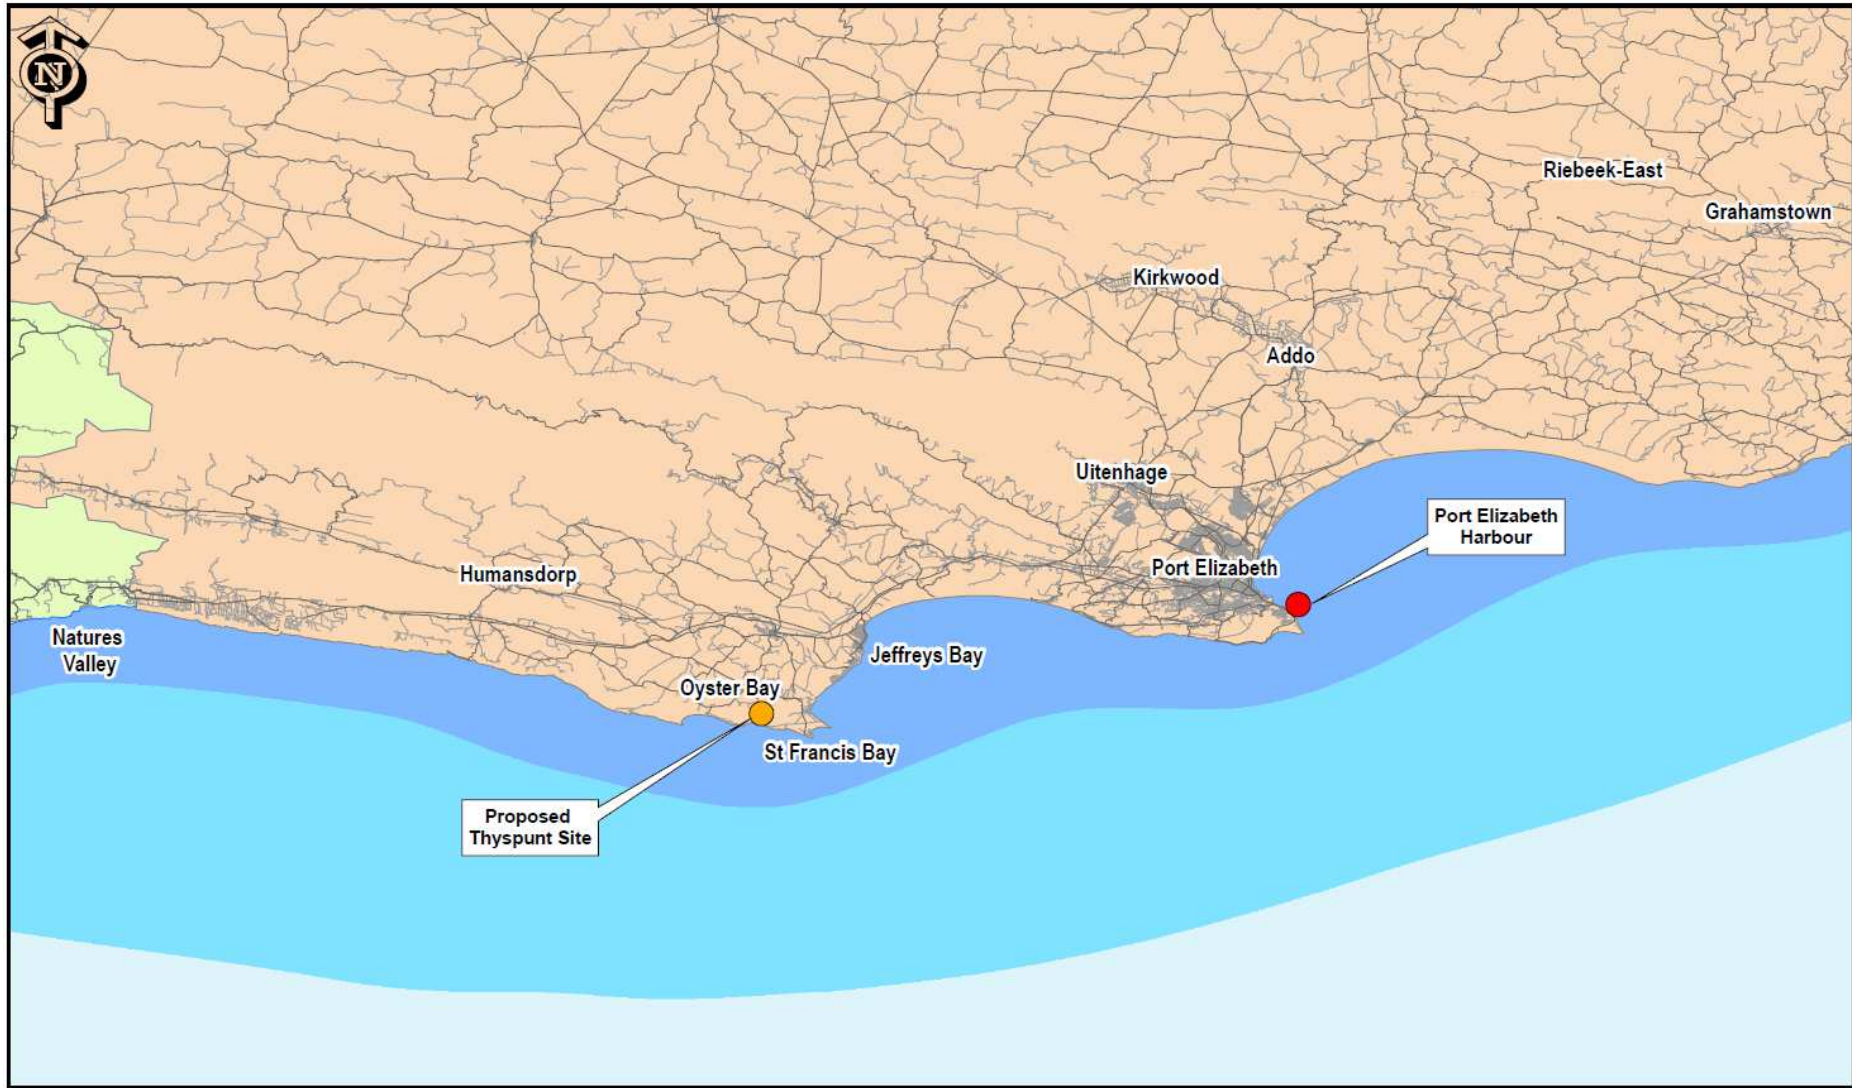 N
Riebeek-East
Grahamstown
Kirkwood
Addo
Uitenhage
Port Elizabeth
Harbour
Port Elizabeth
Humansdorp
Natures
Valley
Jeffreys Bay
Oyster Bay
St Francis Bay
Proposed
Thyspunt Site